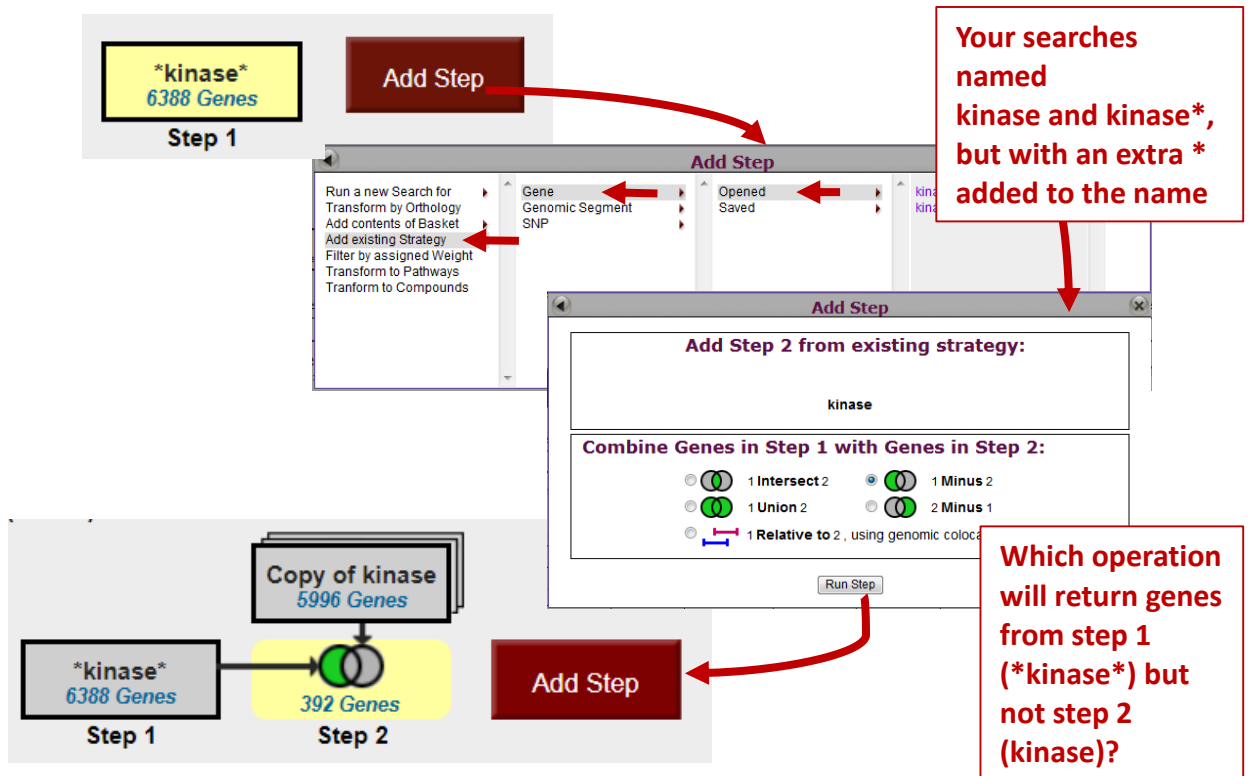 *kinase*
6388 Genes
Step 1
Add Step
Your searches
named
kinase and kinase*,
but with an extra *
added to the name
Add Step
Run a new Search for
Transform by Orthology
Add contents of Basket
Add existing Strategy
Filter by assigned Weight
Transform to Pathways
Tranform to Compounds
Gene
Genomic Segment
SNP
Opened
Saved
Add Step
Add Step 2 from existing strategy:
kinase
Combine Genes in Step 1 with Genes in Step 2:
1 Intersect 2
1 Minus 2
1 Union 2
2 Minus 1
1 Relative to 2 , using genomic
Run Step
Which operation
will return genes
from step 1
(*kinase*) but
not step 2
(kinase)?
Copy of kinase
5996 Genes
*kinase*
6388 Genes
Step 1
392 Genes
Step 2
Add Step